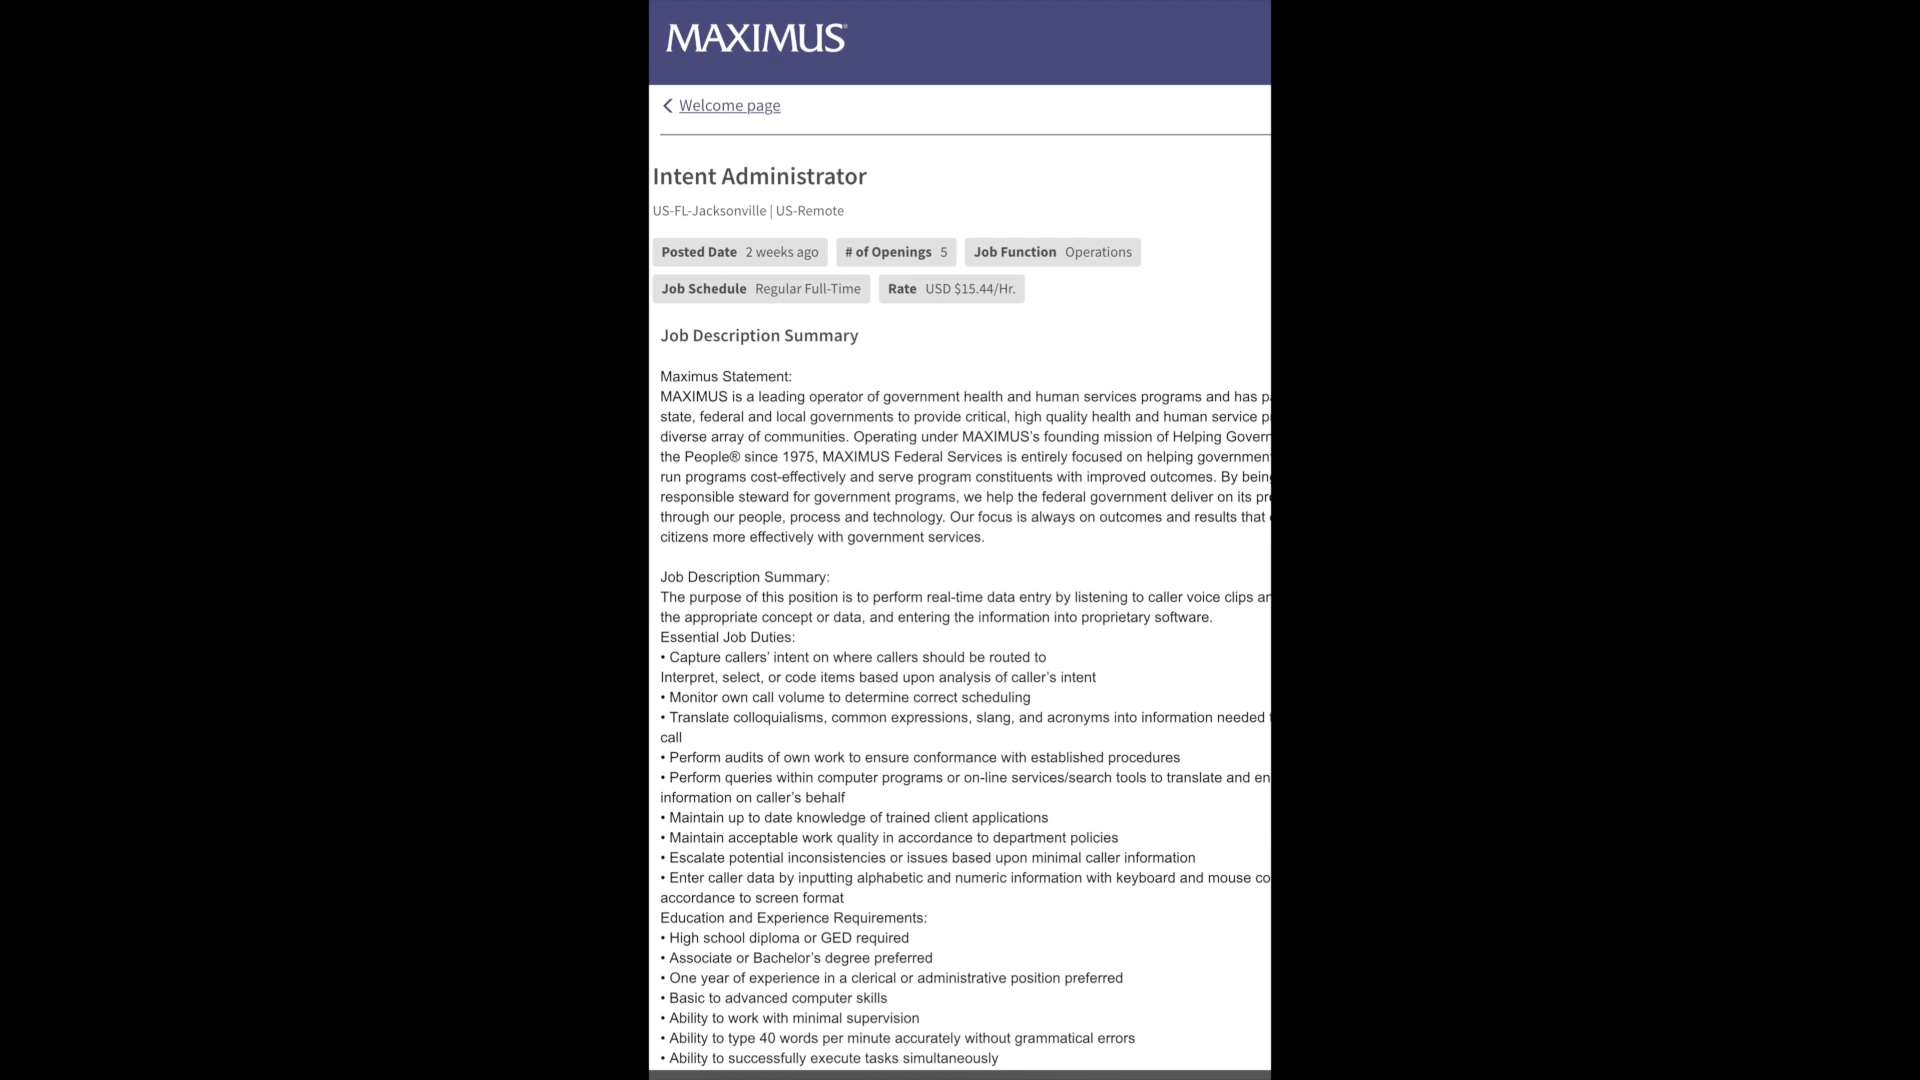 MAXIMUS
Welcome page
Intent Administrator
US-FL-Jacksonville | US-Remote
Posted Date 2 weeks ago # of Openings 5 Job Function Operations
Job Schedule Regular Full-Time Rate USD $15.44/Hr.
Job Description Summary
Maximus Statement:
MAXIMUS is a leading operator of government health and human services programs and has
state, federal and local governments to provide critical, high quality health and human service
diverse array of communities. Operating under MAXIMUS's founding mission of Helping
the People® since 1975, MAXIMUS Federal Services is entirely focused on helping
run programs cost-effectively and serve program constituents with improved outcomes. By
responsible steward for government programs, we help the federal government deliver on its
through our people, process and technology. Our focus is always on outcomes and results that
citizens more effectively with government services.
Job Description Summary:
The purpose of this position is to perform real-time data entry by listening to caller voice clips
the appropriate concept or data, and entering the information into proprietary software.
Essential Job Duties:
• Capture callers' intent on where callers should be routed to
Interpret, select, or code items based upon analysis of caller's intent
• Monitor own call volume to determine correct scheduling
• Translate colloquialisms, common expressions, slang, and acronyms into information needed
call
• Perform audits of own work to ensure conformance with established procedures
• Perform queries within computer programs or on-line services/search tools to translate and
information on caller's behalf
• Maintain up to date knowledge of trained client applications
• Maintain acceptable work quality in accordance to department policies
• Escalate potential inconsistencies or issues based upon minimal caller information
• Enter caller data by inputting alphabetic and numeric information with keyboard and mouse
accordance to screen format
Education and Experience Requirements:
• High school diploma or GED required
• Associate or Bachelor's degree preferred
• One year of experience in a clerical or administrative position preferred
• Basic to advanced computer skills
• Ability to work with minimal supervision
• Ability to type 40 words per minute accurately without grammatical errors
• Ability to successfully execute tasks simultaneously